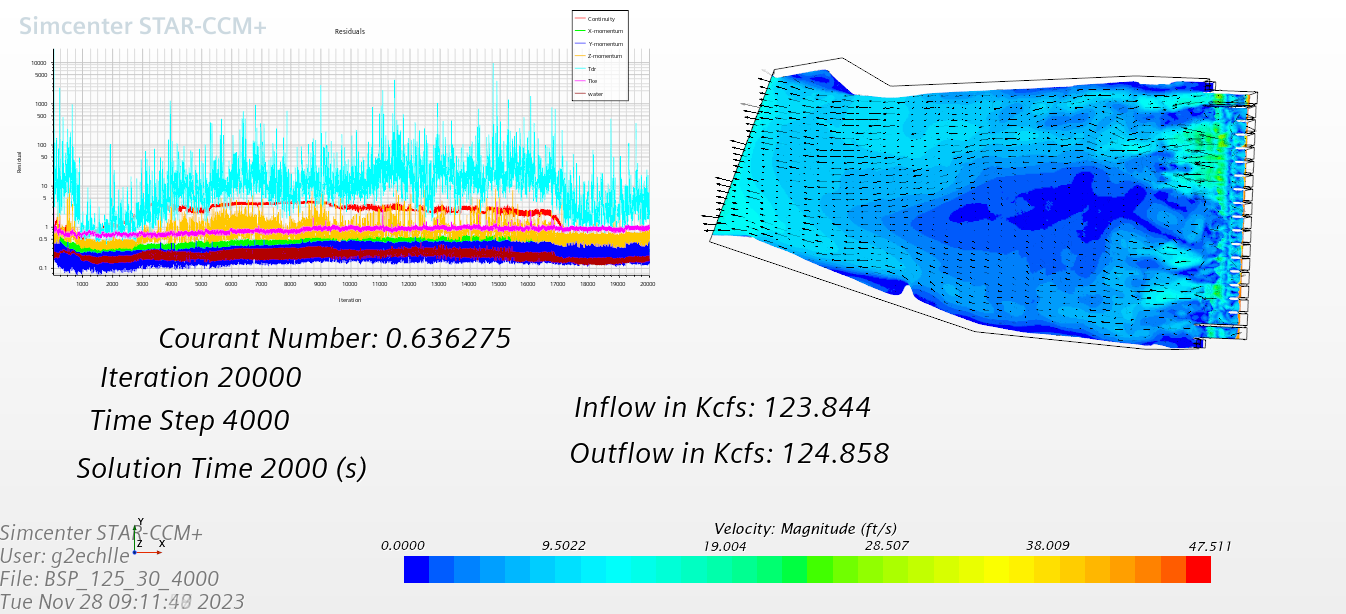 Simcenter STAR-CCM+
Residuals
Continuity
X-momentum
Y-momentum
Z-momentum
Tdr
Tke
water
Residual
10000
5000
1000
500
100
50
10
5
1
0.5
0.1
1000 2000 3000 4000 5000 6000 7000 8000 9000 10000 11000 12000 13000 14000 15000 16000 17000 18000 19000 20000
Iteration
Courant Number: 0.636275
Iteration 20000
Time Step 4000
Solution Time 2000 (s)
Inflow in Kcfs: 123.844
Outflow in Kcfs: 124.858
Y
Z X
Simcenter STAR-CCM+
User: g2echlle
File: BSP_125_30_4000
Tue Nov 28 2023
Velocity: Magnitude (ft/s)
0.0000 9.5022 19.004 28.507 38.009 47.511